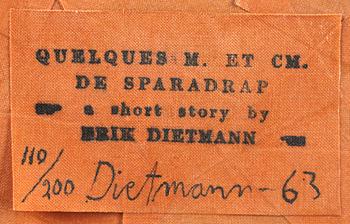 QUELQUES M. ET CM.
DE SPARADRAP
a short story by
ERIK DIETMANN
110/200 Dietmann-63